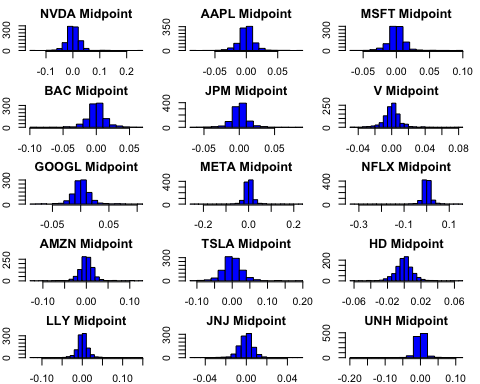 NVDA Midpoint
0 300
-0.1 0.0 0.1 0.2
AAPL Midpoint
0 350
-0.05 0.00 0.05
MSFT Midpoint
0 300
-0.05 0.00 0.05 0.10
BAC Midpoint
0 300
-0.10 -0.05 0.00 0.05
JPM Midpoint
0 400
-0.05 0.00 0.05
V Midpoint
0 250
-0.04 0.00 0.04 0.08
GOOGL Midpoint
0 300
-0.05 0.05
META Midpoint
0 400
-0.2 0.0 0.1 0.2
NFLX Midpoint
0 400
-0.3 -0.1 0.1
AMZN Midpoint
0 250
-0.10 0.00 0.10
TSLA Midpoint
0 300
-0.10 0.00 0.10 0.20
HD Midpoint
0 200
-0.06 -0.02 0.02 0.06
LLY Midpoint
0 300
-0.10 0.00 0.10
JNJ Midpoint
0 300
-0.04 0.00 0.04
UNH Midpoint
0 500
-0.20 -0.10 0.00 0.10